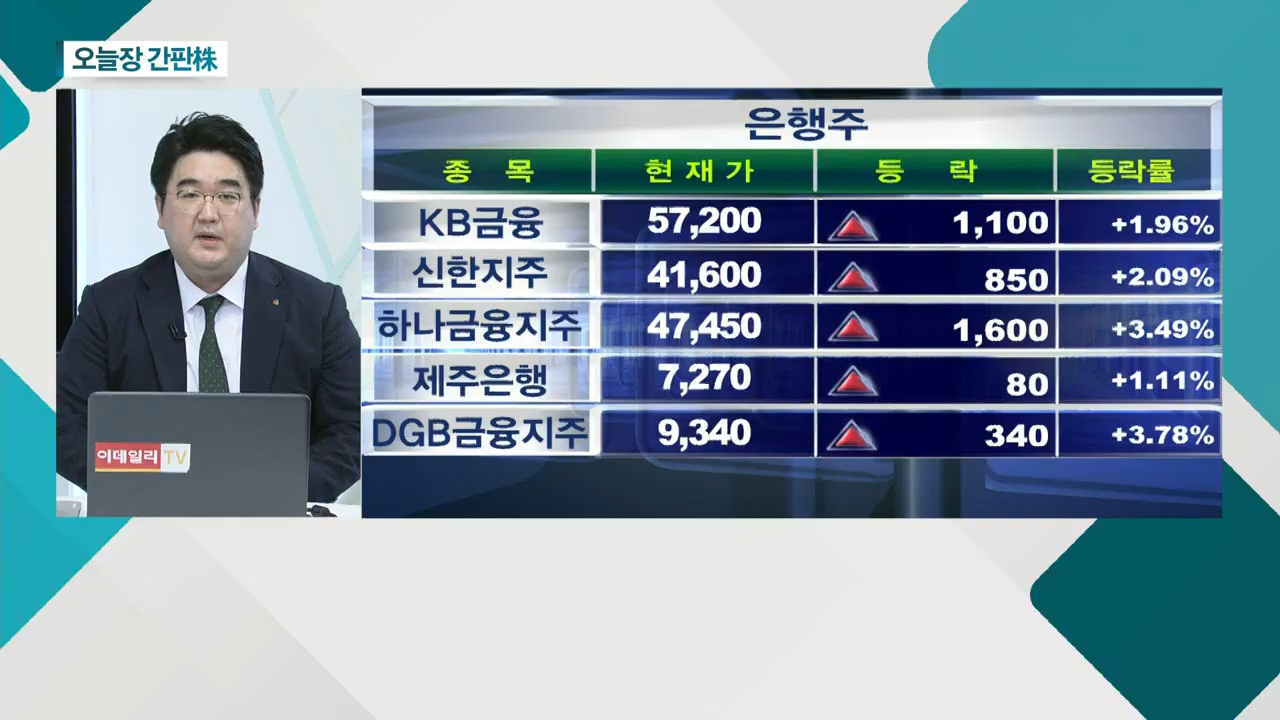 오늘장 간판株
은행주
종 목 현재가 등 락 등락률
KB금융 57,200 ▲ 1,100 +1.96%
신한지주 41,600 ▲ 850 +2.09%
하나금융지주 47,450 ▲ 1,600 +3.49%
제주은행 7,270 ▲ 80 +1.11%
DGB금융지주 9,340 ▲ 340 +3.78%
이데일리 TV